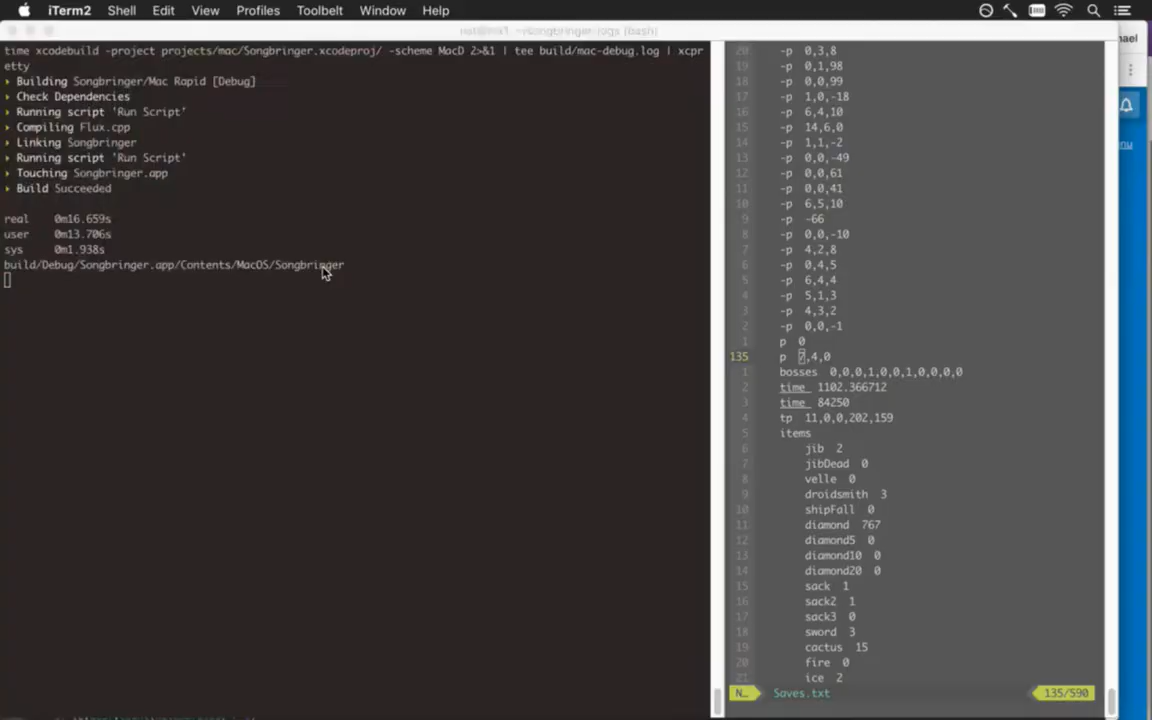 iTerm2 Shell Edit View Profiles Toolbelt Window Help
time xcodebuild -project projects/mac/Songbringer.xcodeproj/ -scheme MacD 2>&1 | tee build/mac-debug.log | xcpr
etty
▸ Building Songbringer/Mac Rapid [Debug]
▸ Check Dependencies
▸ Running script 'Run Script'
▸ Compiling Flux.cpp
▸ Linking Songbringer
▸ Running script 'Run Script'
▸ Touching Songbringer.app
▸ Build Succeeded
real 0m16.659s
user 0m13.706s
sys 0m1.938s
build/Debug/Songbringer.app/Contents/MacOS/Songbringer
20 -p 0,3,8
19 -p 0,1,98
18 -p 0,0,99
17 -p 1,0,-18
16 -p 6,4,10
15 -p 14,6,0
14 -p 1,1,-2
13 -p 0,0,-49
12 -p 0,0,61
11 -p 0,0,41
10 -p 6,5,10
9 -p -66
8 -p 0,0,-10
7 -p 4,2,8
6 -p 0,4,5
5 -p 6,4,4
4 -p 5,1,3
3 -p 4,3,2
2 -p 0,0,-1
1 p 0
135 p 7,4,0
1 bosses 0,0,0,1,0,0,1,0,0,0,0
2 time_ 1102.366712
3 time_ 84250
4 tp 11,0,0,202,159
5 items
6 jib 2
7 jibDead 0
8 velle 0
9 droidsmith 3
10 shipFall 0
11 diamond 767
12 diamond5 0
13 diamond10 0
14 diamond20 0
15 sack 1
16 sack2 1
17 sack3 0
18 sword 3
19 cactus 15
20 fire 0
21 ice 2
N… Saves.txt 135/590
ael
nu